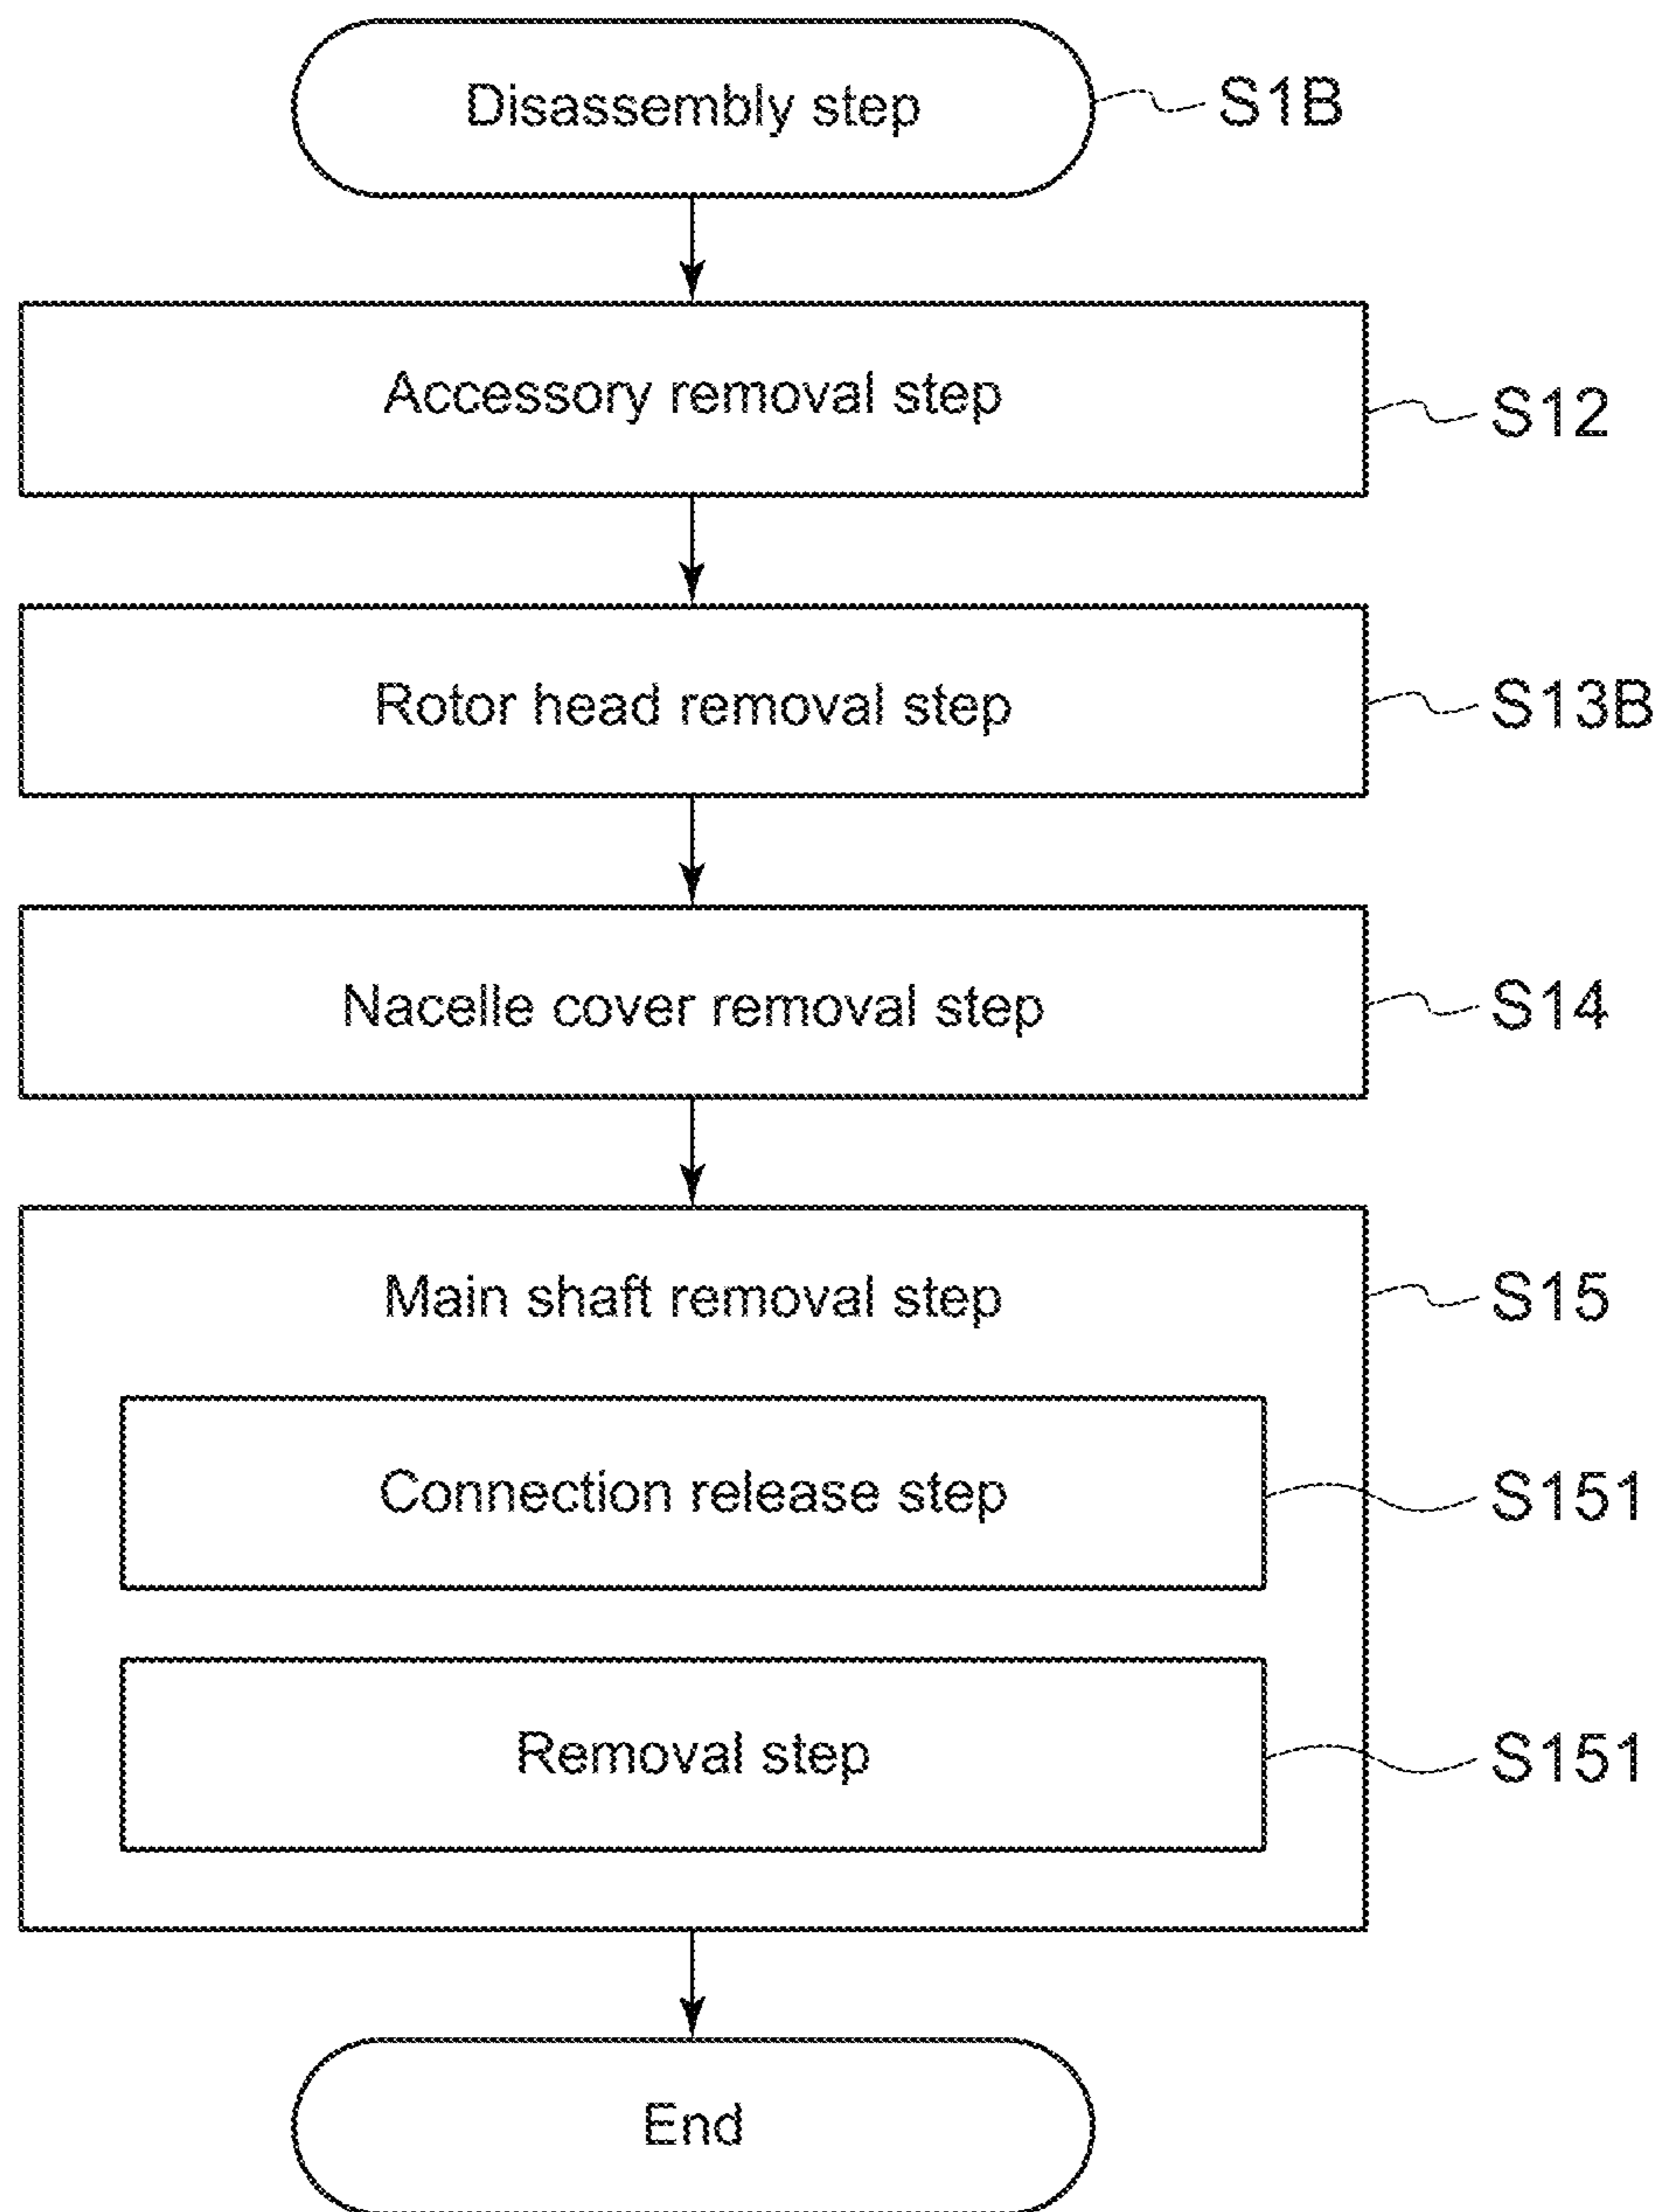 Disassembly step
S1B
Accessory removal step
S12
Rotor head removal step
S13B
Nacelle cover removal step
S14
Main shaft removal step
S15
Connection release step
S151
Removal step
S151
End